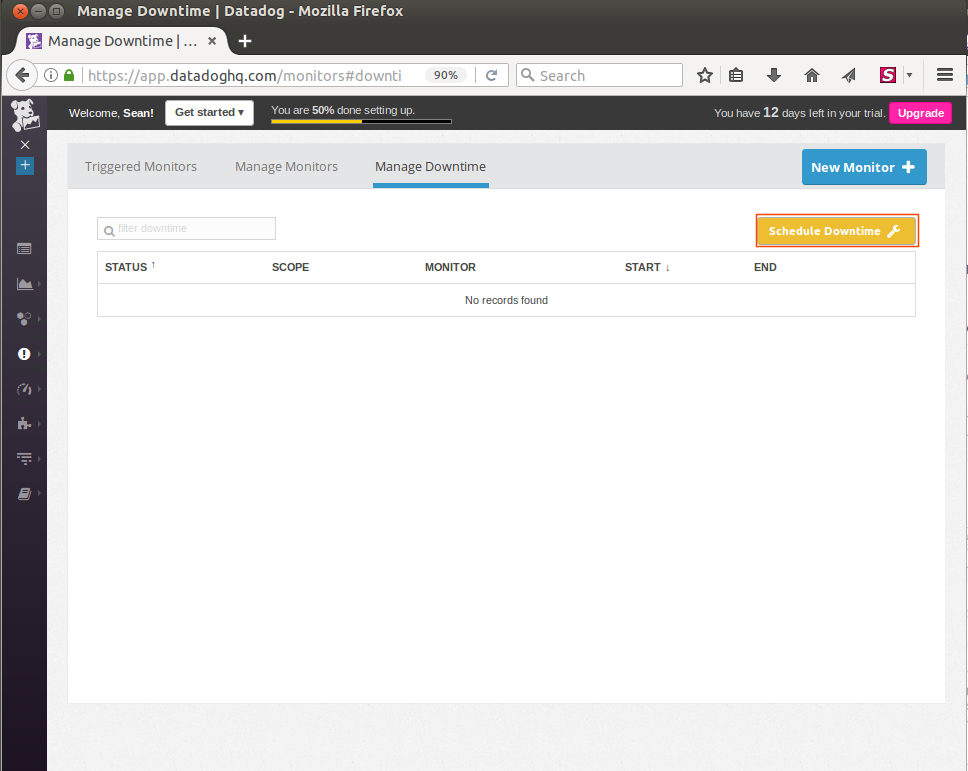 Manage Downtime | Datadog - Mozilla Firefox
Manage Downtime | ...
https://app.datadoghq.com/monitors#downti
90%
Search
S
Welcome, Sean!
Get started ▾
You are 50% done setting up.
You have 12 days left in your trial.
Upgrade
Triggered Monitors
Manage Monitors
Manage Downtime
New Monitor +
filter downtime
Schedule Downtime
STATUS ↑ SCOPE MONITOR START ↓ END
No records found